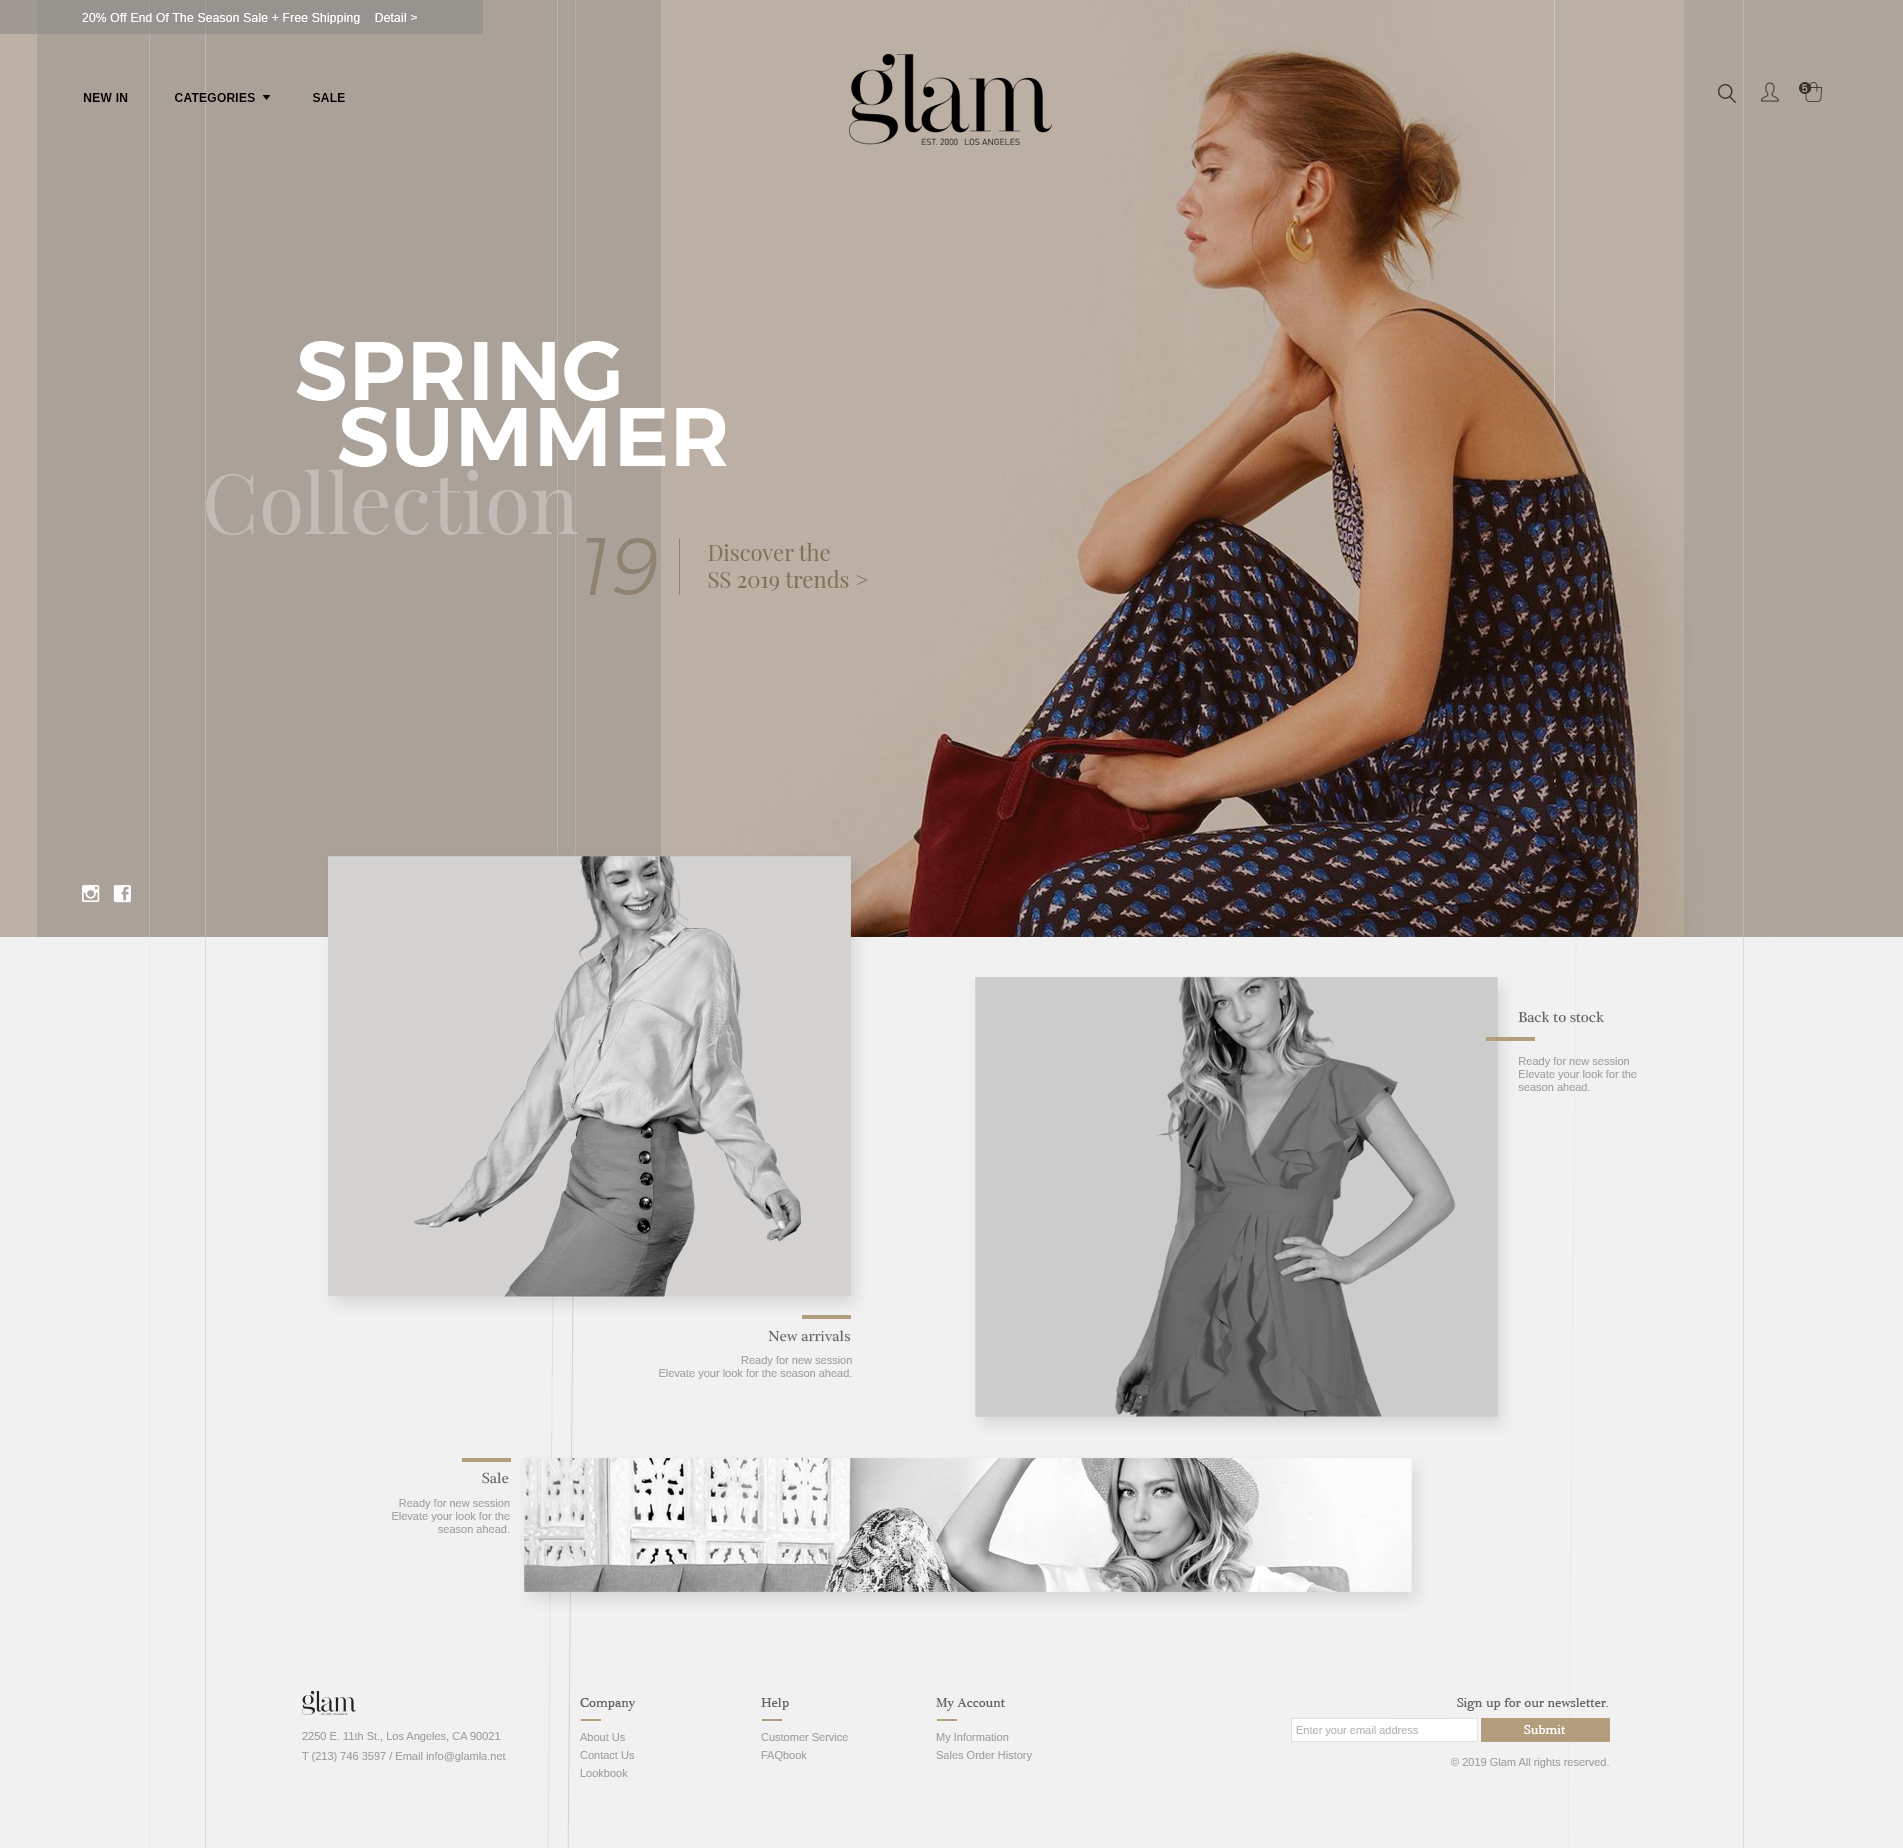 20% Off End Of The Season Sale + Free Shipping Detail >
NEW IN CATEGORIES SALE
glam
EST. 2000 LOS ANGELES
5
SPRING
SUMMER
Collection
19
Discover the
SS 2019 trends >
Back to stock
Ready for new session
Elevate your look for the
season ahead.
New arrivals
Ready for new session
Elevate your look for the season ahead.
Sale
Ready for new session
Elevate your look for the
season ahead.
glam
2250 E. 11th St., Los Angeles, CA 90021
T (213) 746 3597 / Email info@glamla.net
Company
About Us
Contact Us
Lookbook
Help
Customer Service
FAQbook
My Account
My Information
Sales Order History
Sign up for our newsletter.
Enter your email address
Submit
© 2019 Glam All rights reserved.